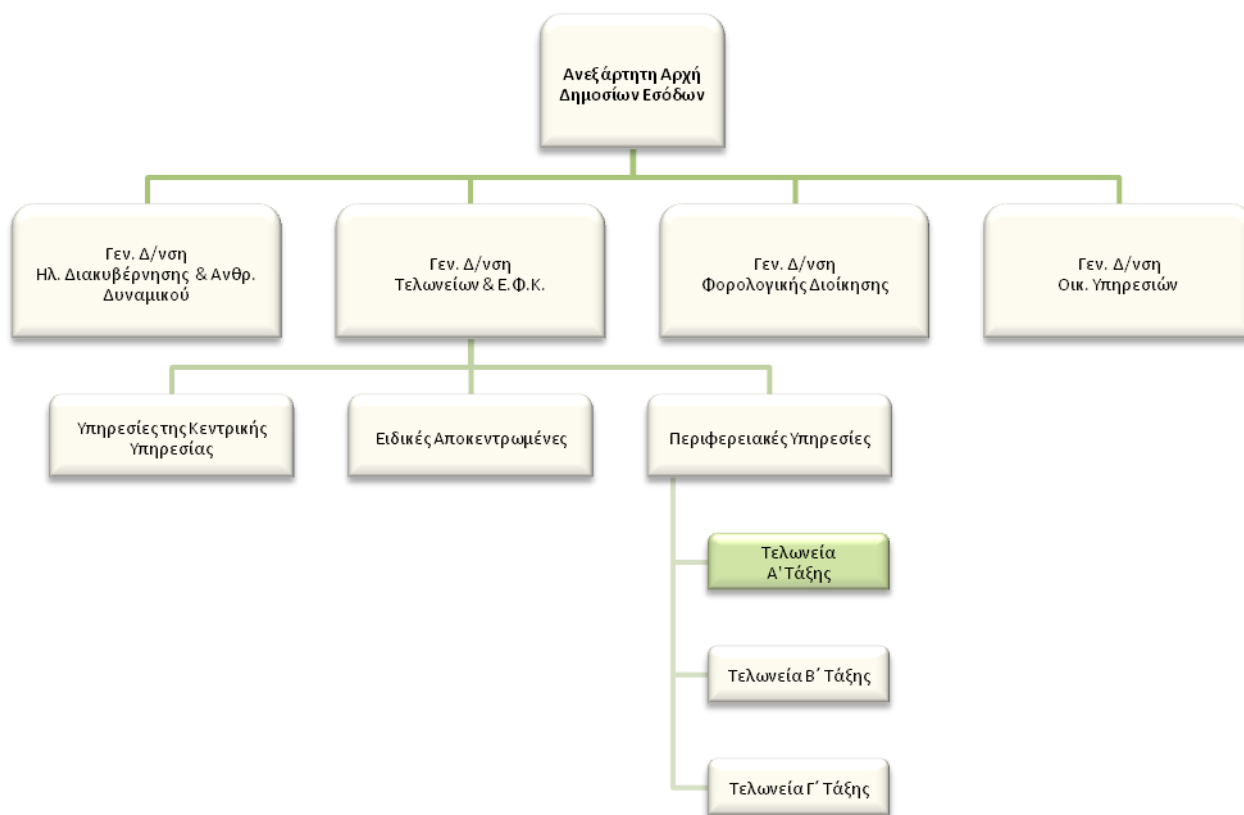 Ανεξάρτητη Αρχή
Δημοσίων Εσόδων
Γεν. Δ/νση
Ηλ. Διακυβέρνησης & Ανθρ.
Δυναμικού
Γεν. Δ/νση
Τελωνείων & Ε.Φ.Κ.
Γεν. Δ/νση
Φορολογικής Διοίκησης
Γεν. Δ/νση
Οικ. Υπηρεσιών
Υπηρεσίες της Κεντρικής
Υπηρεσίας
Ειδικές Αποκεντρωμένες
Περιφερειακές Υπηρεσίες
Τελωνεία
Α' Τάξης
Τελωνεία Β΄ Τάξης
Τελωνεία Γ΄ Τάξης